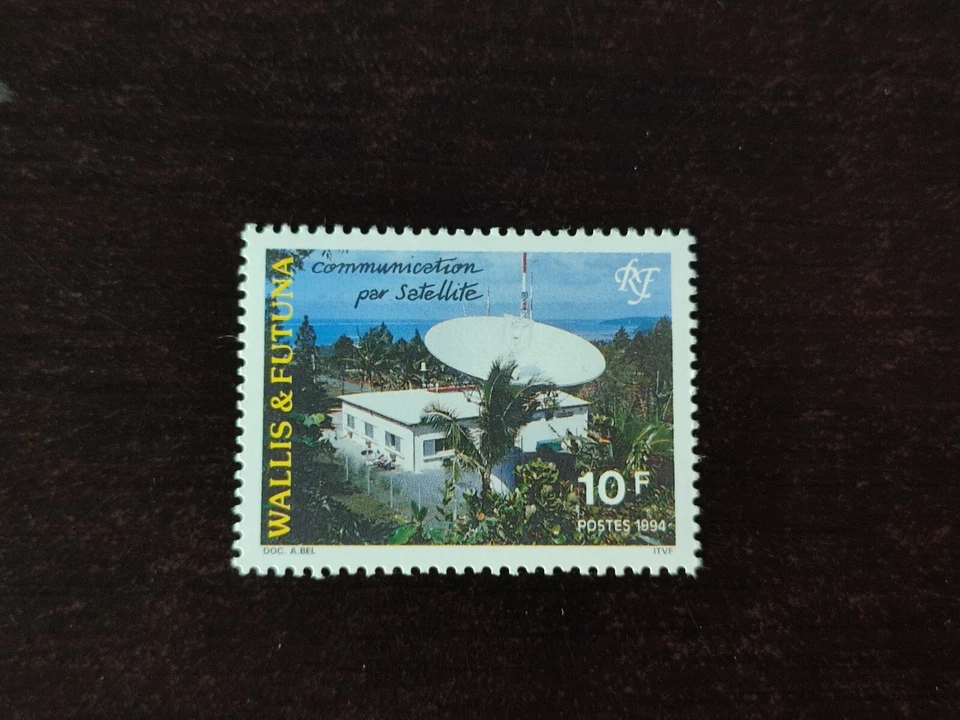 WALLIS & FUTUNA
communication
par Satellite
RF
10 F
POSTES 1994
DOC. A.BEL
ITVF